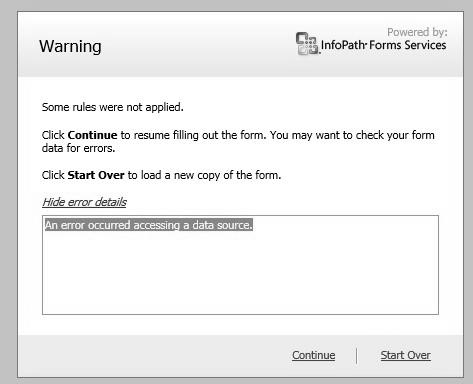 Powered by:
Warning
InfoPath Forms Services
Some rules were not applied.
Click Continue to resume filling out the form. You may want to check your form
data for errors.
Click Start Over to load a new copy of the form.
Hide error details
An error occurred accessing a data source.
Continue
Start Over